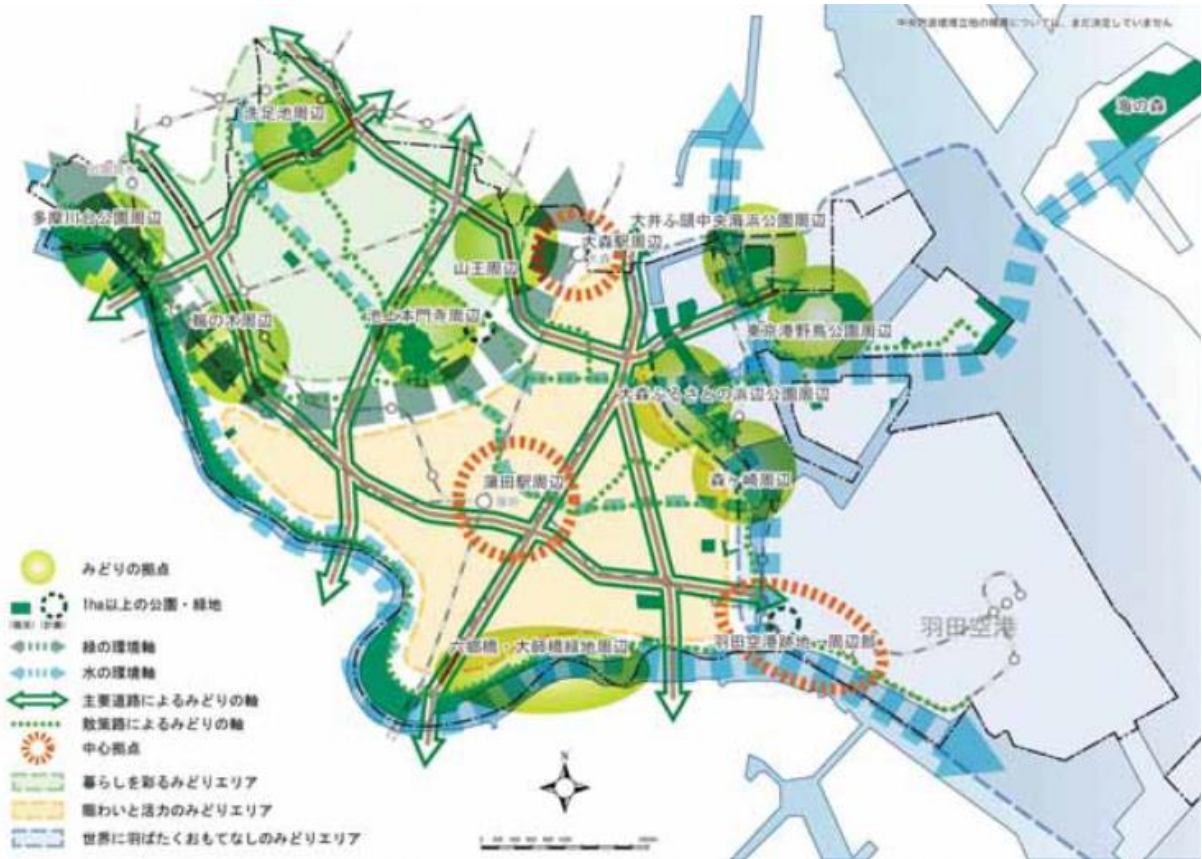 中央防波堤埋立地の帰属については、まだ決定していません
海の森
洗足池周辺
多摩川台公園周辺
大井ふ頭中央海浜公園周辺
大森駅周辺
山王周辺
鵜の木周辺
池上本門寺周辺
東京港野鳥公園周辺
大森ふるさとの浜辺公園周辺
蒲田駅周辺
森ヶ崎周辺
羽田空港
羽田空港跡地・周辺部
六郷橋・大師橋緑地周辺
みどりの拠点
1ha以上の公園・緑地
緑の環境軸
水の環境軸
主要道路によるみどりの軸
散策路によるみどりの軸
中心拠点
暮らしを彩るみどりエリア
賑わいと活力のみどりエリア
世界に羽ばたくおもてなしのみどりエリア
N